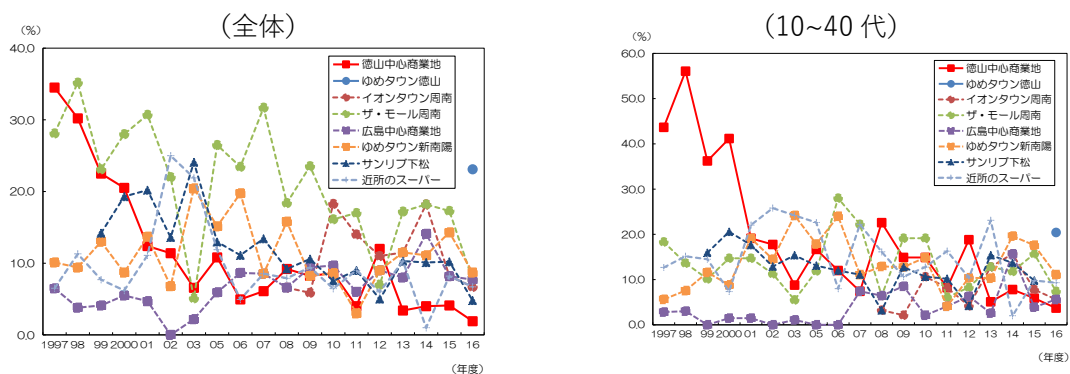 (全体)
(%)
40.0
30.0
20.0
10.0
0.0
徳山中心商業地
ゆめタウン徳山
イオンタウン周南
ザ・モール周南
広島中心商業地
ゆめタウン新南陽
サンリブ下松
近所のスーパー
1997 98 99 2000 01 02 03 04 05 06 07 08 09 10 11 12 13 14 15 16
(年度)
(10~40代)
(%)
60.0
50.0
40.0
30.0
20.0
10.0
0.0
徳山中心商業地
ゆめタウン徳山
イオンタウン周南
ザ・モール周南
広島中心商業地
ゆめタウン新南陽
サンリブ下松
近所のスーパー
1997 98 99 2000 01 02 03 04 05 06 07 08 09 10 11 12 13 14 15 16
(年度)